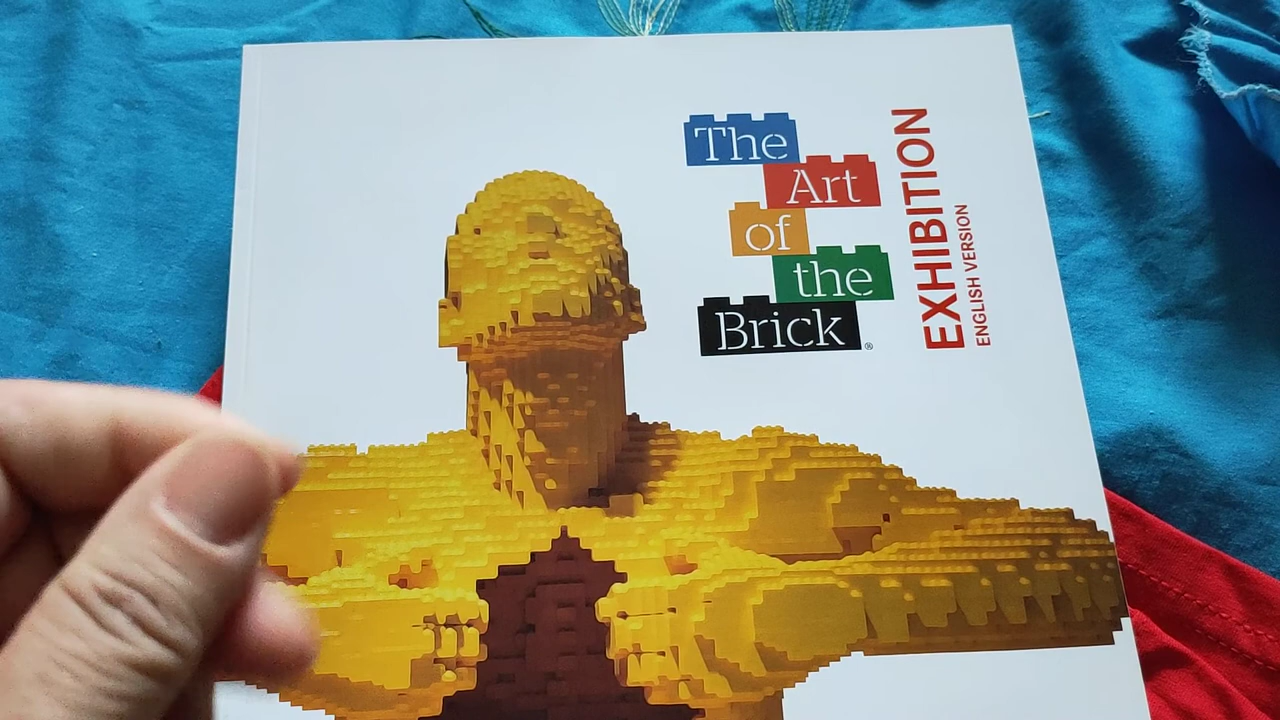 The
Art
of
the
Brick®
EXHIBITION
ENGLISH VERSION